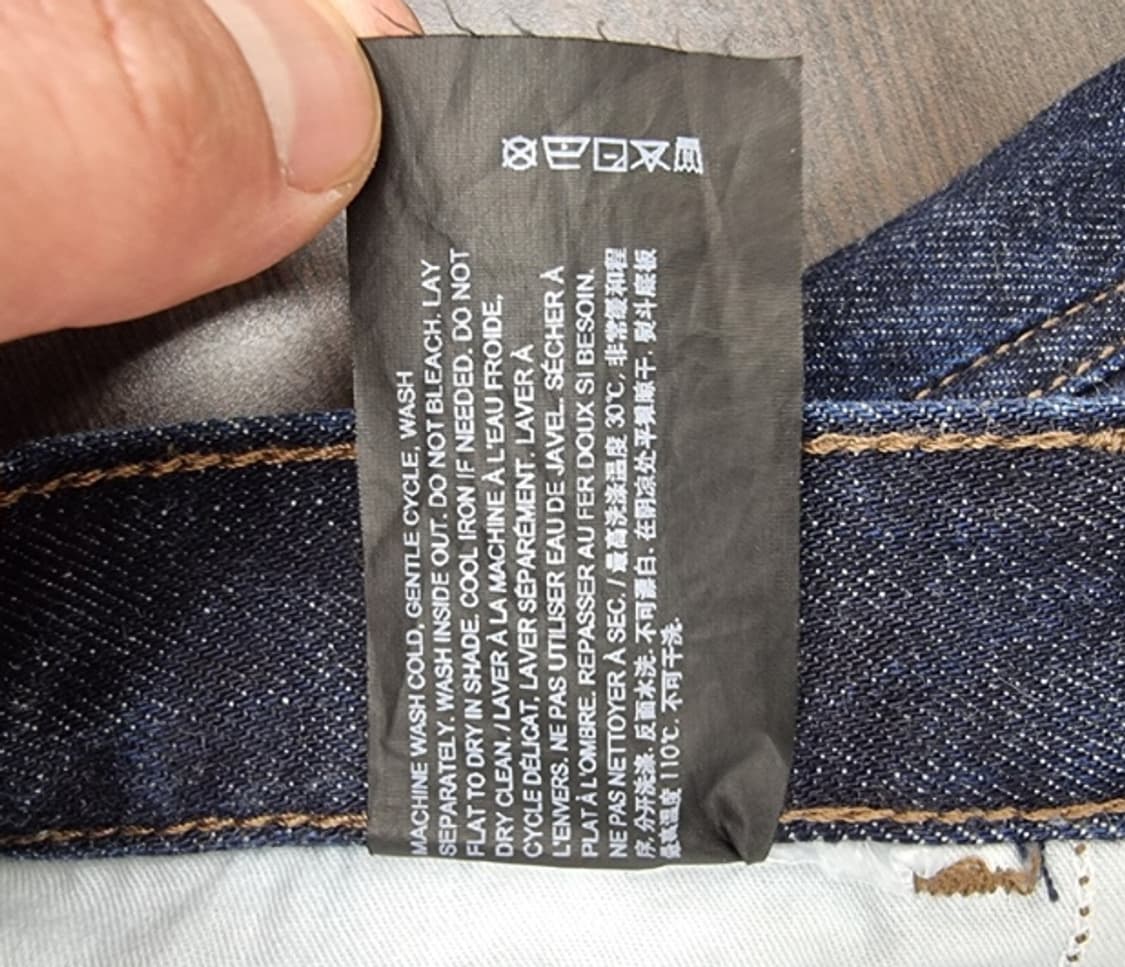 MACHINE WASH COLD, GENTLE CYCLE, WASH
SEPARATELY. WASH INSIDE OUT. DO NOT BLEACH. LAY
FLAT TO DRY IN SHADE. COOL IRON IF NEEDED. DO NOT
DRY CLEAN. / LAVER À LA MACHINE À L'EAU FROIDE,
CYCLE DÉLICAT, LAVER SÉPARÉMENT. LAVER À
L'ENVERS. NE PAS UTILISER EAU DE JAVEL. SÉCHER À
PLAT À L'OMBRE. REPASSER AU FER DOUX SI BESOIN.
NE PAS NETTOYER À SEC. / 最高洗涤温度 30℃, 非常缓和程
序. 分开洗涤. 反面水洗. 不可漂白. 在阴凉处平摊晾干. 熨斗底板
最低温度 110℃. 不可干洗.